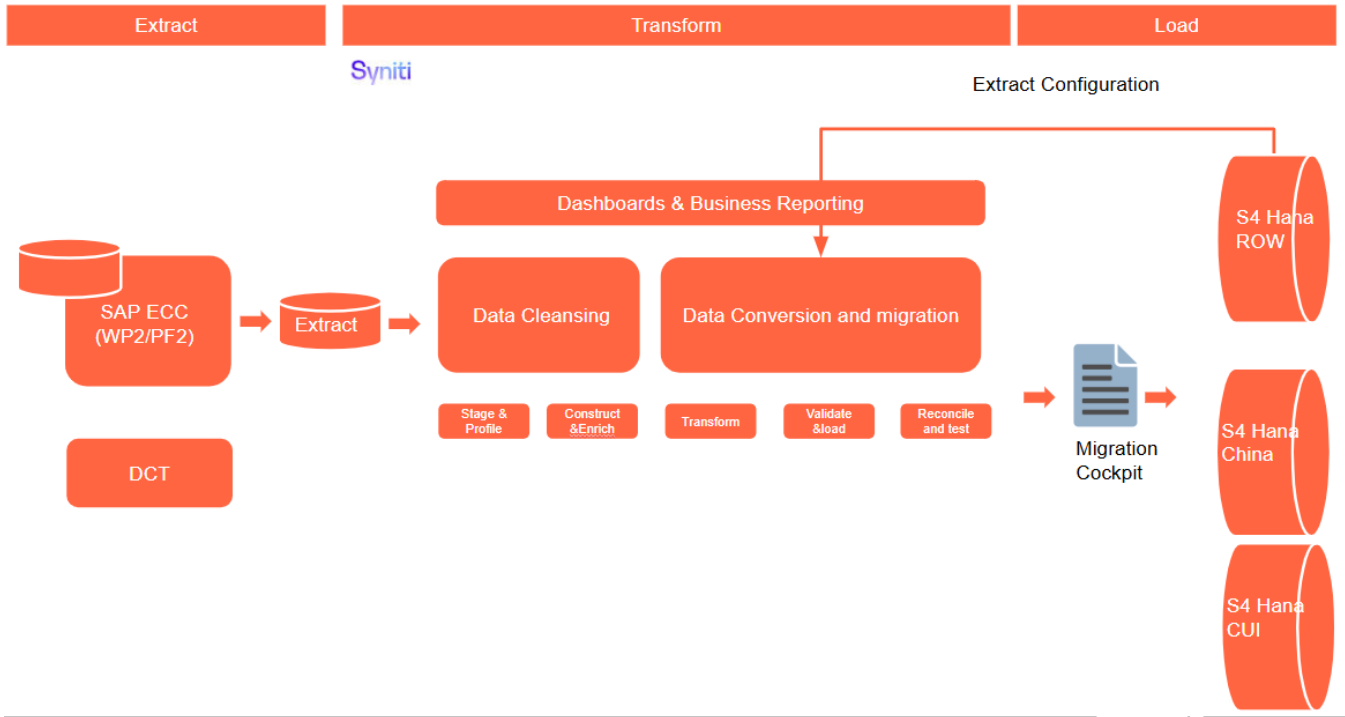 Extract
Transform
Load
Syniti
Extract Configuration
Dashboards & Business Reporting
S4 Hana
ROW
SAP ECC
(WP2/PF2)
Extract
Data Cleansing
Data Conversion and migration
Stage &
Profile
Construct
&Enrich
Transform
Validate
&load
Reconcile
and test
Migration
Cockpit
S4 Hana
China
DCT
S4 Hana
CUI